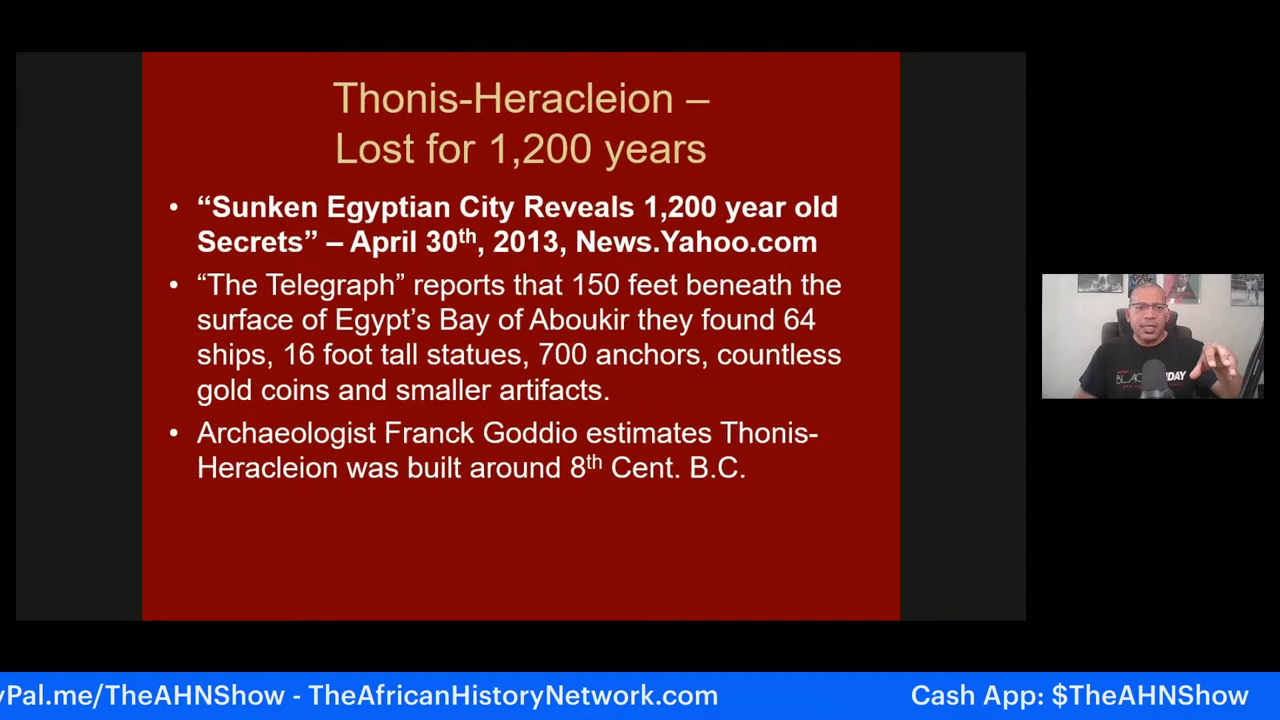 Thonis-Heracleion –
Lost for 1,200 years
• “Sunken Egyptian City Reveals 1,200 year old
Secrets” – April 30th, 2013, News.Yahoo.com
• “The Telegraph” reports that 150 feet beneath the
surface of Egypt’s Bay of Aboukir they found 64
ships, 16 foot tall statues, 700 anchors, countless
gold coins and smaller artifacts.
• Archaeologist Franck Goddio estimates Thonis-
Heracleion was built around 8th Cent. B.C.
yPal.me/TheAHNShow - TheAfricanHistoryNetwork.com
Cash App: $TheAHNShow